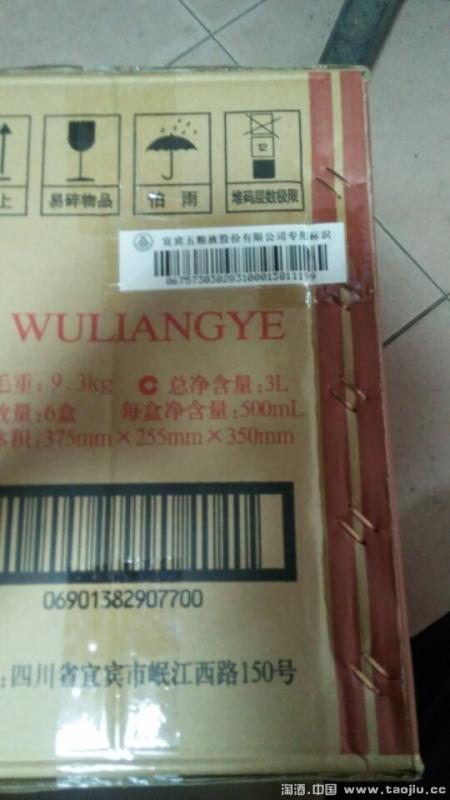 上
易碎物品
怕雨
堆码层数极限
12
宜宾五粮液股份有限公司专用标识
WULIANGYE
毛重: 9.3kg
总净含量: 3L
数量: 6盒
每盒净含量: 500mL
体积: 375mm×255mm×350mm
06901382907700
:四川省宜宾市岷江西路150号
淘酒.中国 www.taojiu.cc